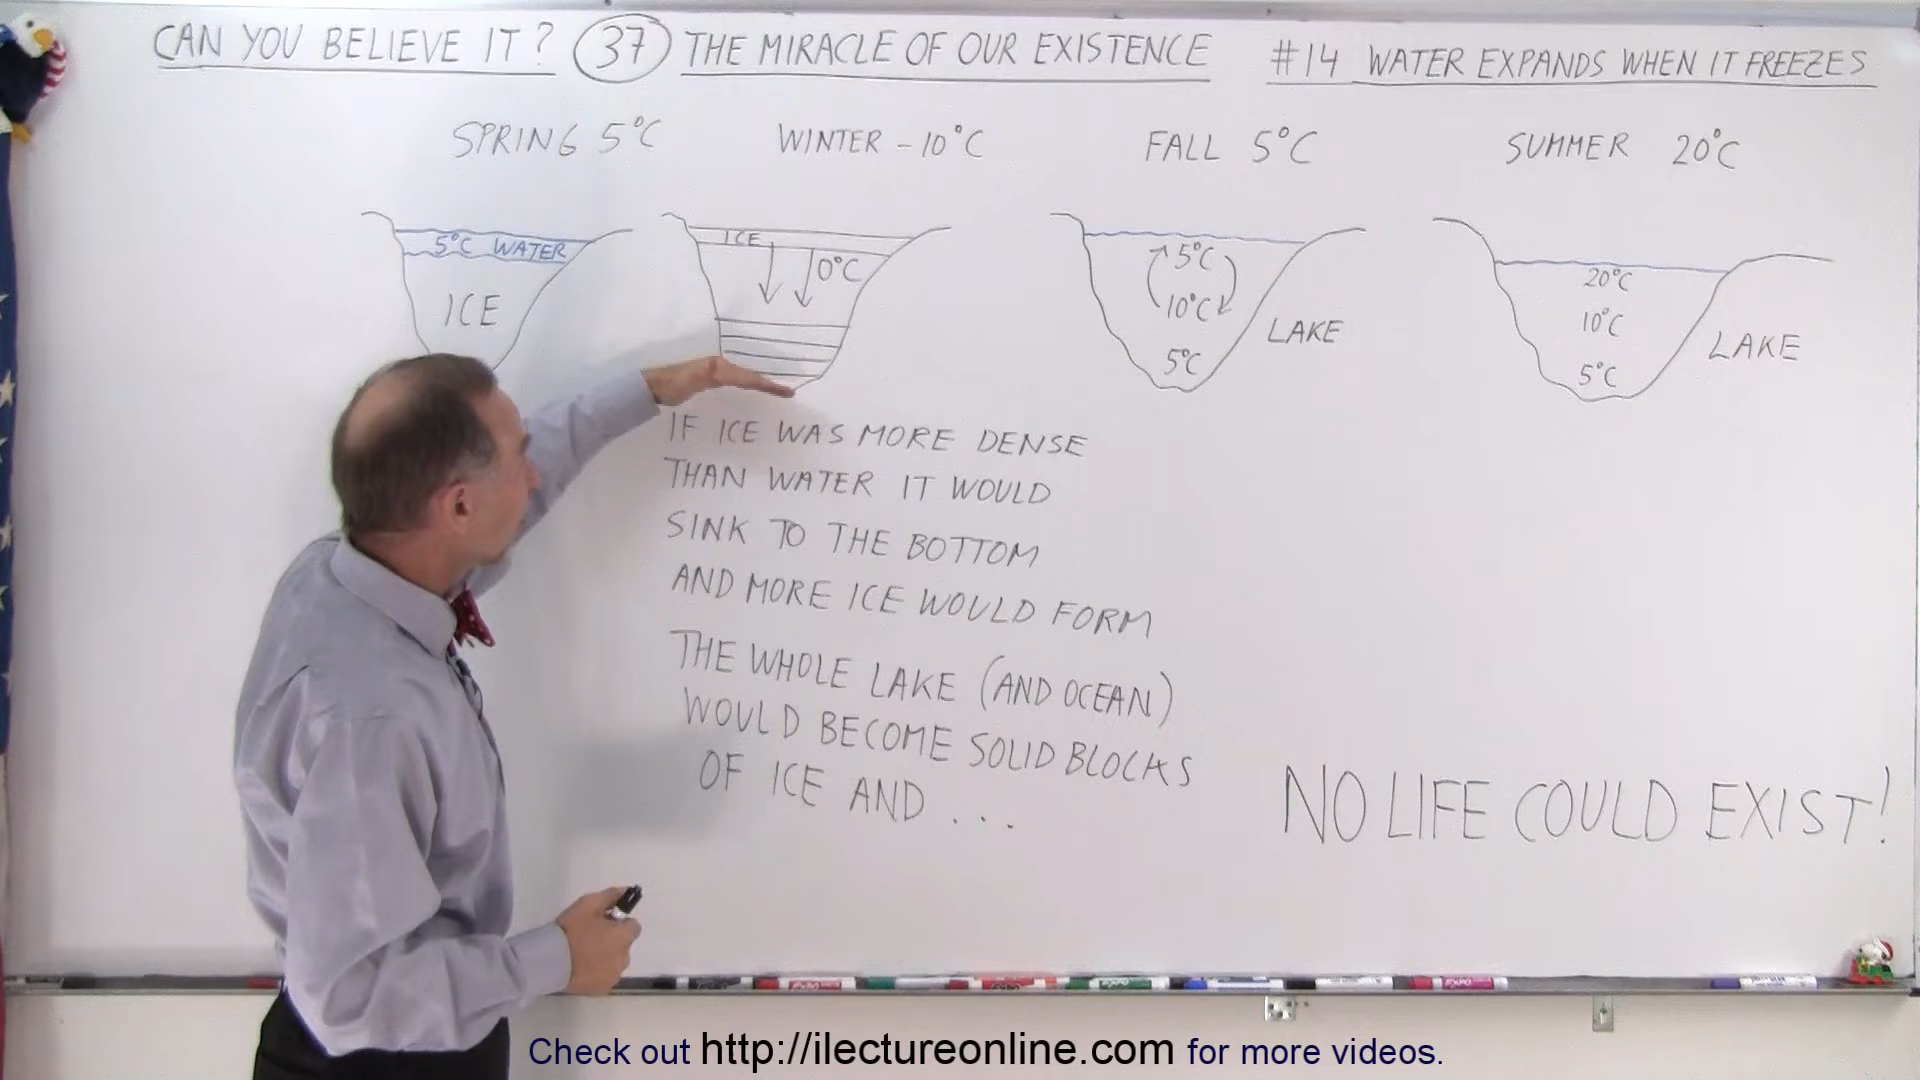 CAN YOU BELIEVE IT? 37 THE MIRACLE OF OUR EXISTENCE #14 WATER EXPANDS WHEN IT FREEZES
SPRING 5°C WINTER -10°C FALL 5°C SUMMER 20°C
5°C WATER
ICE
ICE
0°C
5°C
10°C
5°C
LAKE
20°C
10°C
5°C
LAKE
IF ICE WAS MORE DENSE
THAN WATER IT WOULD
SINK TO THE BOTTOM
AND MORE ICE WOULD FORM
THE WHOLE LAKE (AND OCEAN)
WOULD BECOME SOLID BLOCKS
OF ICE AND ...
NO LIFE COULD EXIST!
Check out http://ilectureonline.com for more videos.